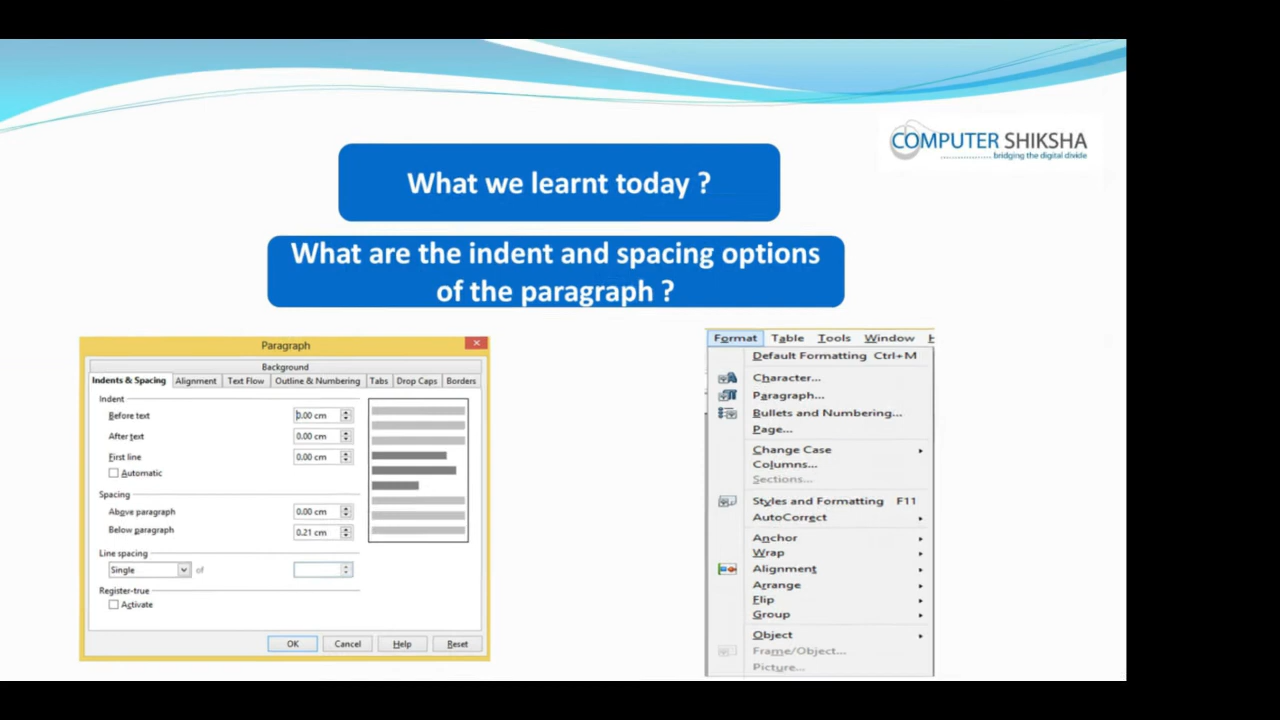 COMPUTER SHIKSHA
bridging the digital divide
What we learnt today ?
What are the indent and spacing options
of the paragraph ?
Paragraph
Background
Indents & Spacing Alignment Text Flow Outline & Numbering Tabs Drop Caps Borders
Indent
Before text 0.00 cm
After text 0.00 cm
First line 0.00 cm
Automatic
Spacing
Above paragraph 0.00 cm
Below paragraph 0.21 cm
Line spacing
Single of
Register-true
Activate
OK Cancel Help Reset
Format Table Tools Window
Default Formatting Ctrl+M
Character...
Paragraph...
Bullets and Numbering...
Page...
Change Case
Columns...
Sections...
Styles and Formatting F11
AutoCorrect
Anchor
Wrap
Alignment
Arrange
Flip
Group
Object
Frame/Object...
Picture...